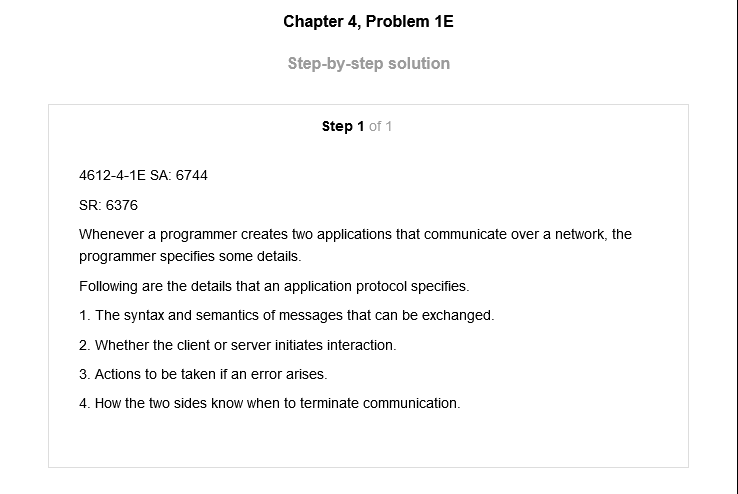 Chapter 4, Problem 1E
Step-by-step solution
Step 1 of 1
4612-4-1E SA: 6744
SR: 6376
Whenever a programmer creates two applications that communicate over a network, the
programmer specifies some details.
Following are the details that an application protocol specifies.
1. The syntax and semantics of messages that can be exchanged.
2. Whether the client or server initiates interaction.
3. Actions to be taken if an error arises.
4. How the two sides know when to terminate communication.